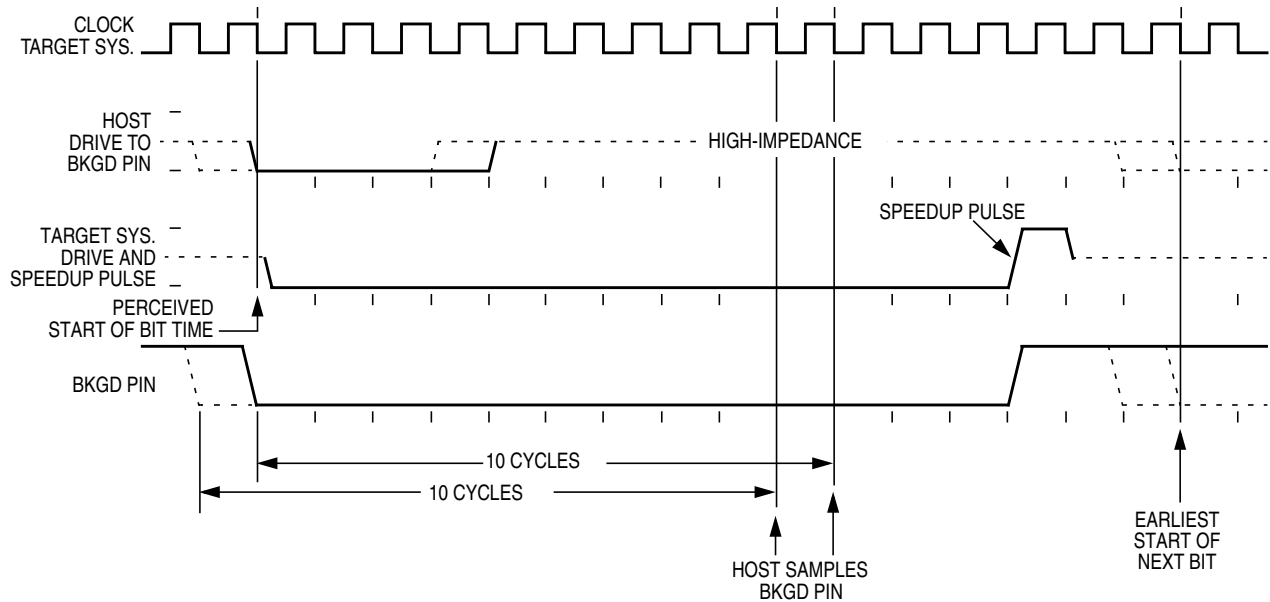 CLOCK
TARGET SYS.
HOST
DRIVE TO
BKGD PIN
HIGH-IMPEDANCE
TARGET SYS.
DRIVE AND
SPEEDUP PULSE
SPEEDUP PULSE
PERCEIVED
START OF BIT TIME
BKGD PIN
10 CYCLES
10 CYCLES
HOST SAMPLES
BKGD PIN
EARLIEST
START OF
NEXT BIT